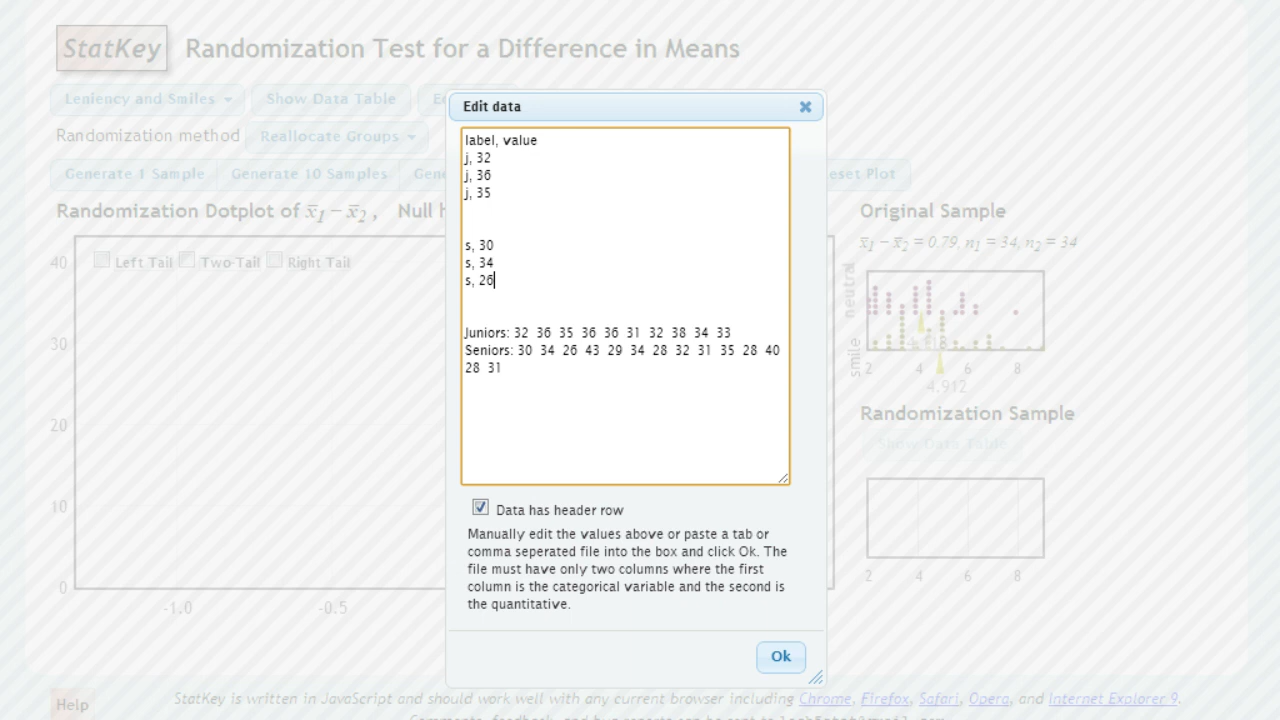 StatKey Randomization Test for a Difference in Means
Leniency and Smiles Show Data Table
Edit data
label, value
j, 32
j, 36
j, 35
s, 30
s, 34
s, 26
Juniors: 32 36 35 36 36 31 32 38 34 33
Seniors: 30 34 26 43 29 34 28 32 31 35 28 40
28 31
Data has header row
Manually edit the values above or paste a tab or
comma seperated file into the box and click Ok. The
file must have only two columns where the first
column is the categorical variable and the second is
the quantitative.
Ok
Randomization method Reallocate Groups
Generate 1 Sample Generate 10 Samples
Plot
Randomization Dotplot of x̅1 − x̅2 , Null
Left Tail Two-Tail Right Tail
40
30
20
10
0
-1.0 -0.5
Original Sample
x̅1 − x̅2 = 0.79, n1 = 34, n2 = 34
neutral
smile
2 4 6 8
4.912
Randomization Sample
Show Data Table
2 4 6 8
Help
StatKey is written in JavaScript and should work well with any current browser including Chrome, Firefox, Safari, Opera, and Internet Explorer 9.